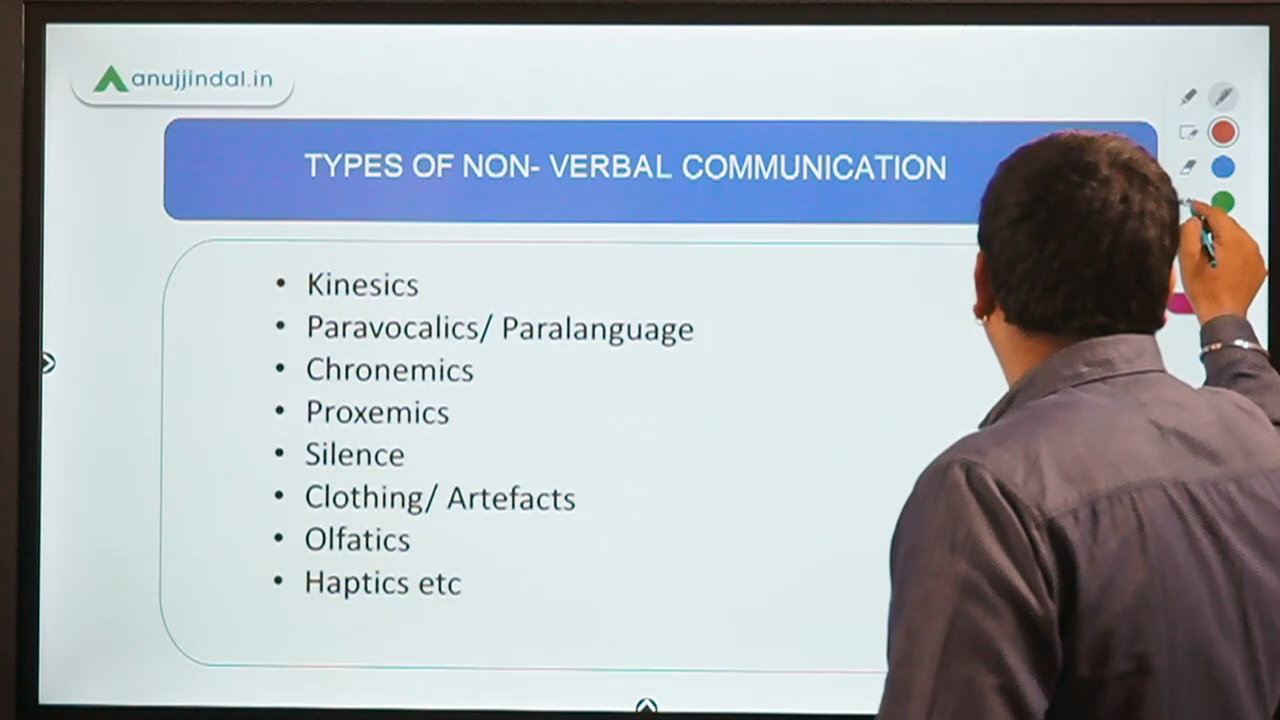 anujjindal.in
TYPES OF NON- VERBAL COMMUNICATION
• Kinesics
• Paravocalics/ Paralanguage
• Chronemics
• Proxemics
• Silence
• Clothing/ Artefacts
• Olfatics
• Haptics etc